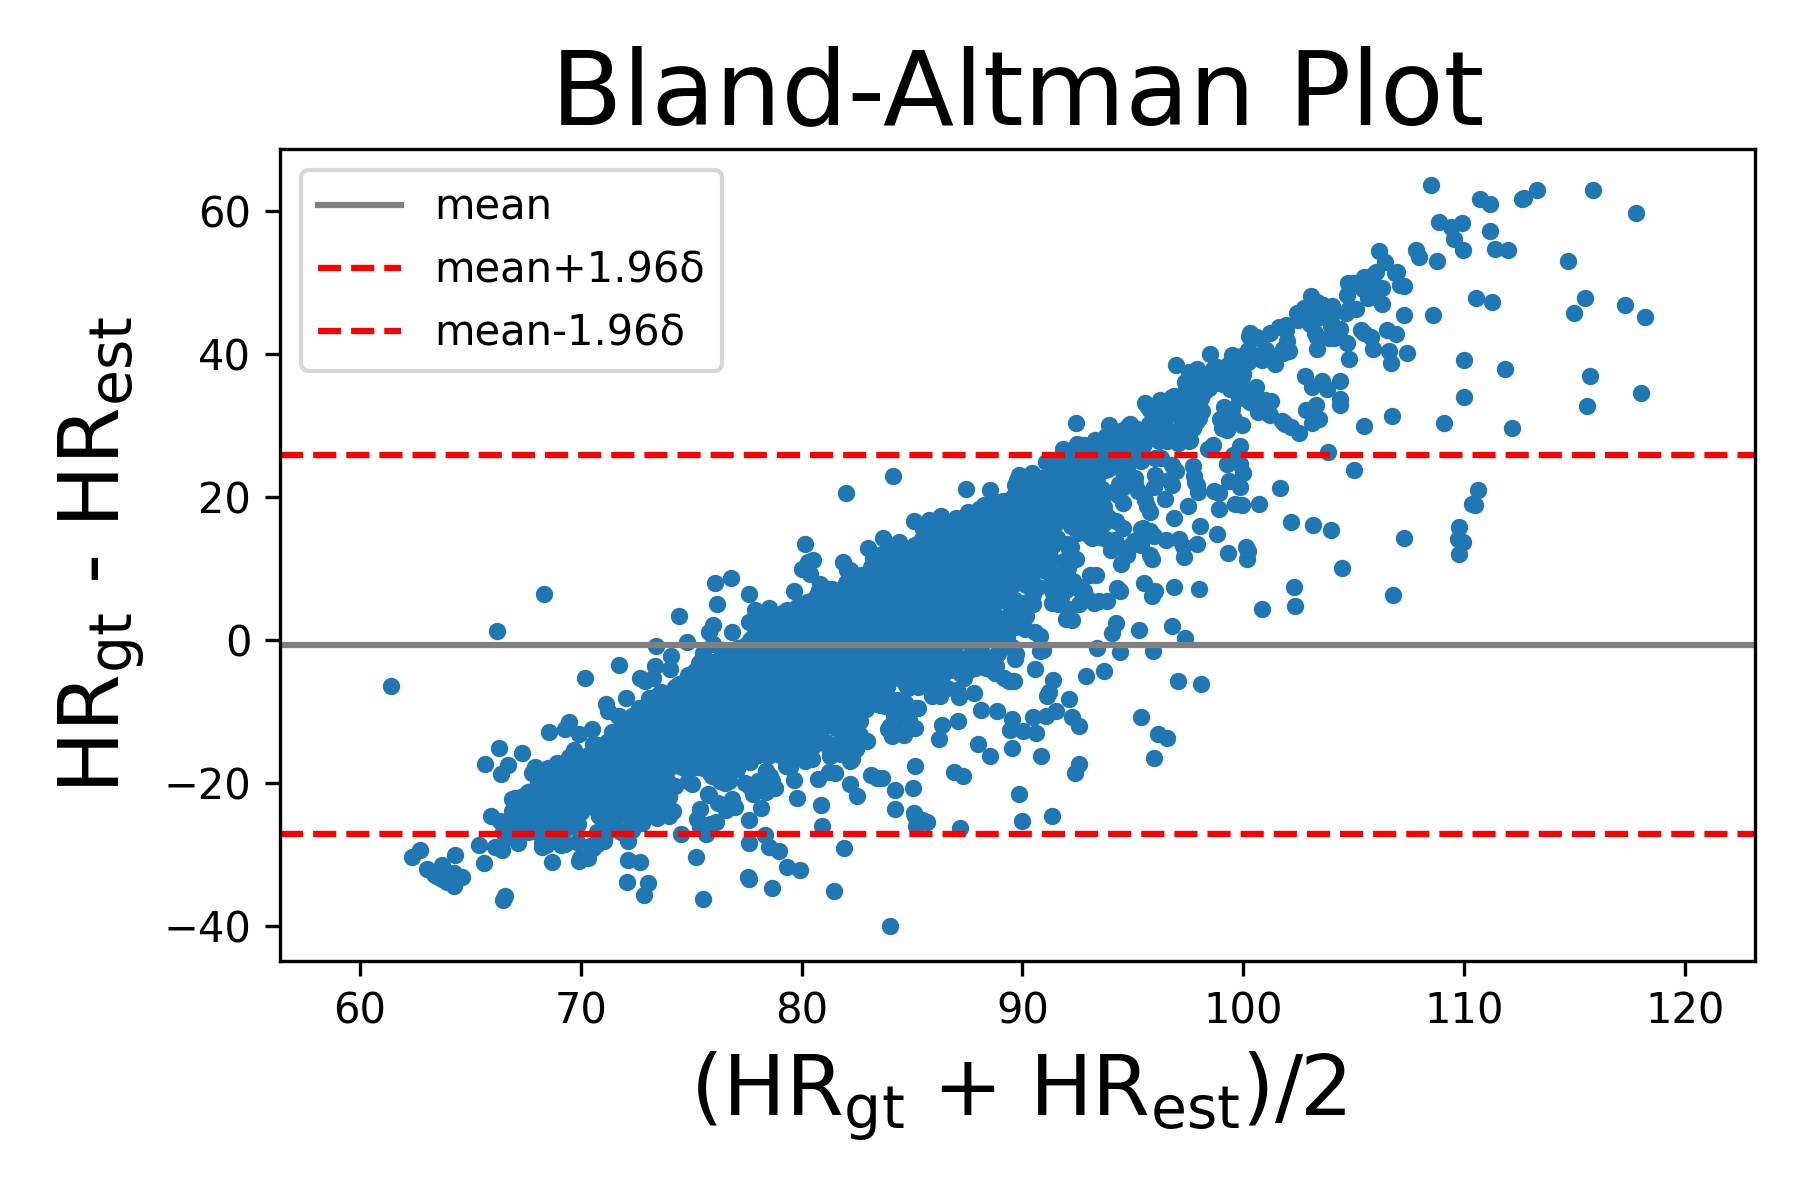 Bland-Altman Plot
mean
mean+1.96δ
mean-1.96δ
HRgt - HRest
60
40
20
0
−20
−40
60
70
80
90
100
110
120
(HRgt + HRest)/2